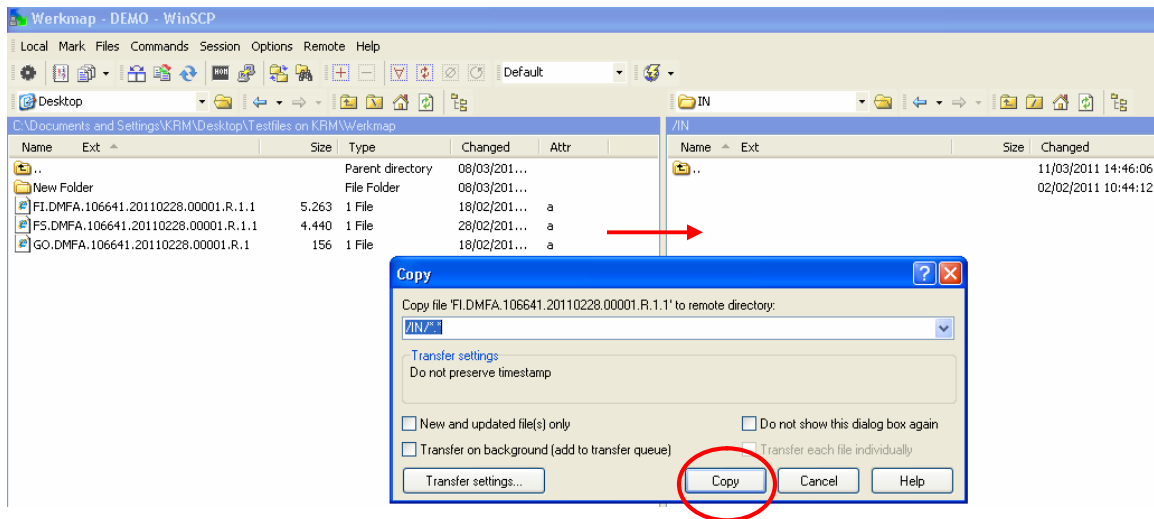 Werkmap - DEMO - WinSCP
Local Mark Files Commands Session Options Remote Help
Default
Desktop IN
C:\Documents and Settings\KRM\Desktop\Testfiles on KRM\Werkmap /IN
Name Ext Size Type Changed Attr Name Ext Size Changed
.. Parent directory 08/03/201... .. 11/03/2011 14:46:06
New Folder File Folder 08/03/201... 02/02/2011 10:44:12
FI.DMFA.106641.20110228.00001.R.1.1 5.263 1 File 18/02/201... a
FS.DMFA.106641.20110228.00001.R.1.1 4.440 1 File 28/02/201... a
GO.DMFA.106641.20110228.00001.R.1 156 1 File 18/02/201... a
Copy
Copy file 'FI.DMFA.106641.20110228.00001.R.1.1' to remote directory:
/IN/*.*
Transfer settings
Do not preserve timestamp
New and updated file(s) only Do not show this dialog box again
Transfer on background (add to transfer queue) Transfer each file individually
Transfer settings... Copy Cancel Help